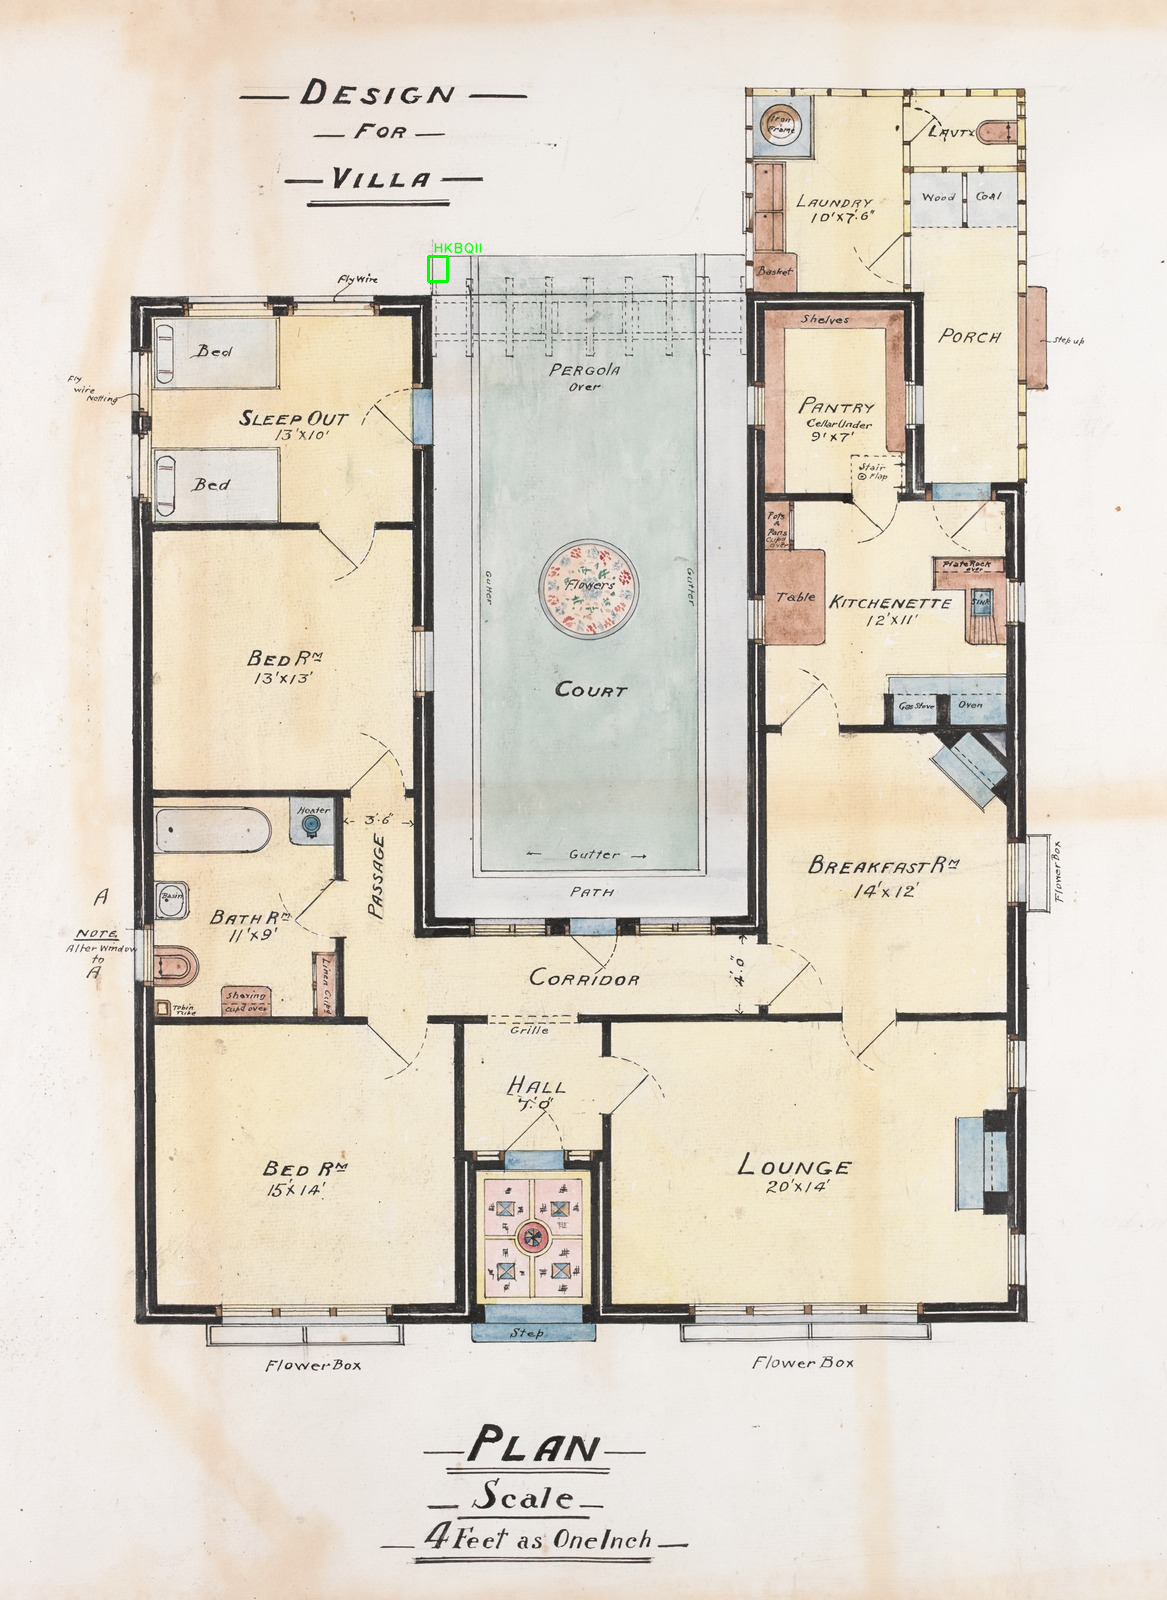 DESIGN
FOR
VILLA
HKBQII
Iron
Frame
LAVTY
Wood
Coal
LAUNDRY
10'X7'.6"
Basket
Fly Wire
Shelves
PORCH
Step up
Bed
PERGOLA
Over
Fly
wire
Netting
SLEEP OUT
13'X10'
PANTRY
Cellar Under
9'X7'
Stair
Flap
Bed
Pots
&
Pans
Cup'd
over
Plate Rack
over
Flowers
Gutter
Gutter
Table
KITCHENETTE
12'X11'
SINK
BED RM
13'X13'
COURT
Gas Stove
Oven
Heater
3'.6"
PASSAGE
Gutter
BREAKFAST RM
14'X12'
Flower Box
PATH
A
Basin
BATH RM
11'X9'
NOTE
Alter Window
to
A
CORRIDOR
4'.0"
Linen Cup'd
Shaving
Cup'd over
Tobin
Tube
Grille
HALL
7'.0"
BED RM
15'X14'
LOUNGE
20'X14'
Step
Flower Box
Flower Box
PLAN
Scale
4 Feet as One Inch